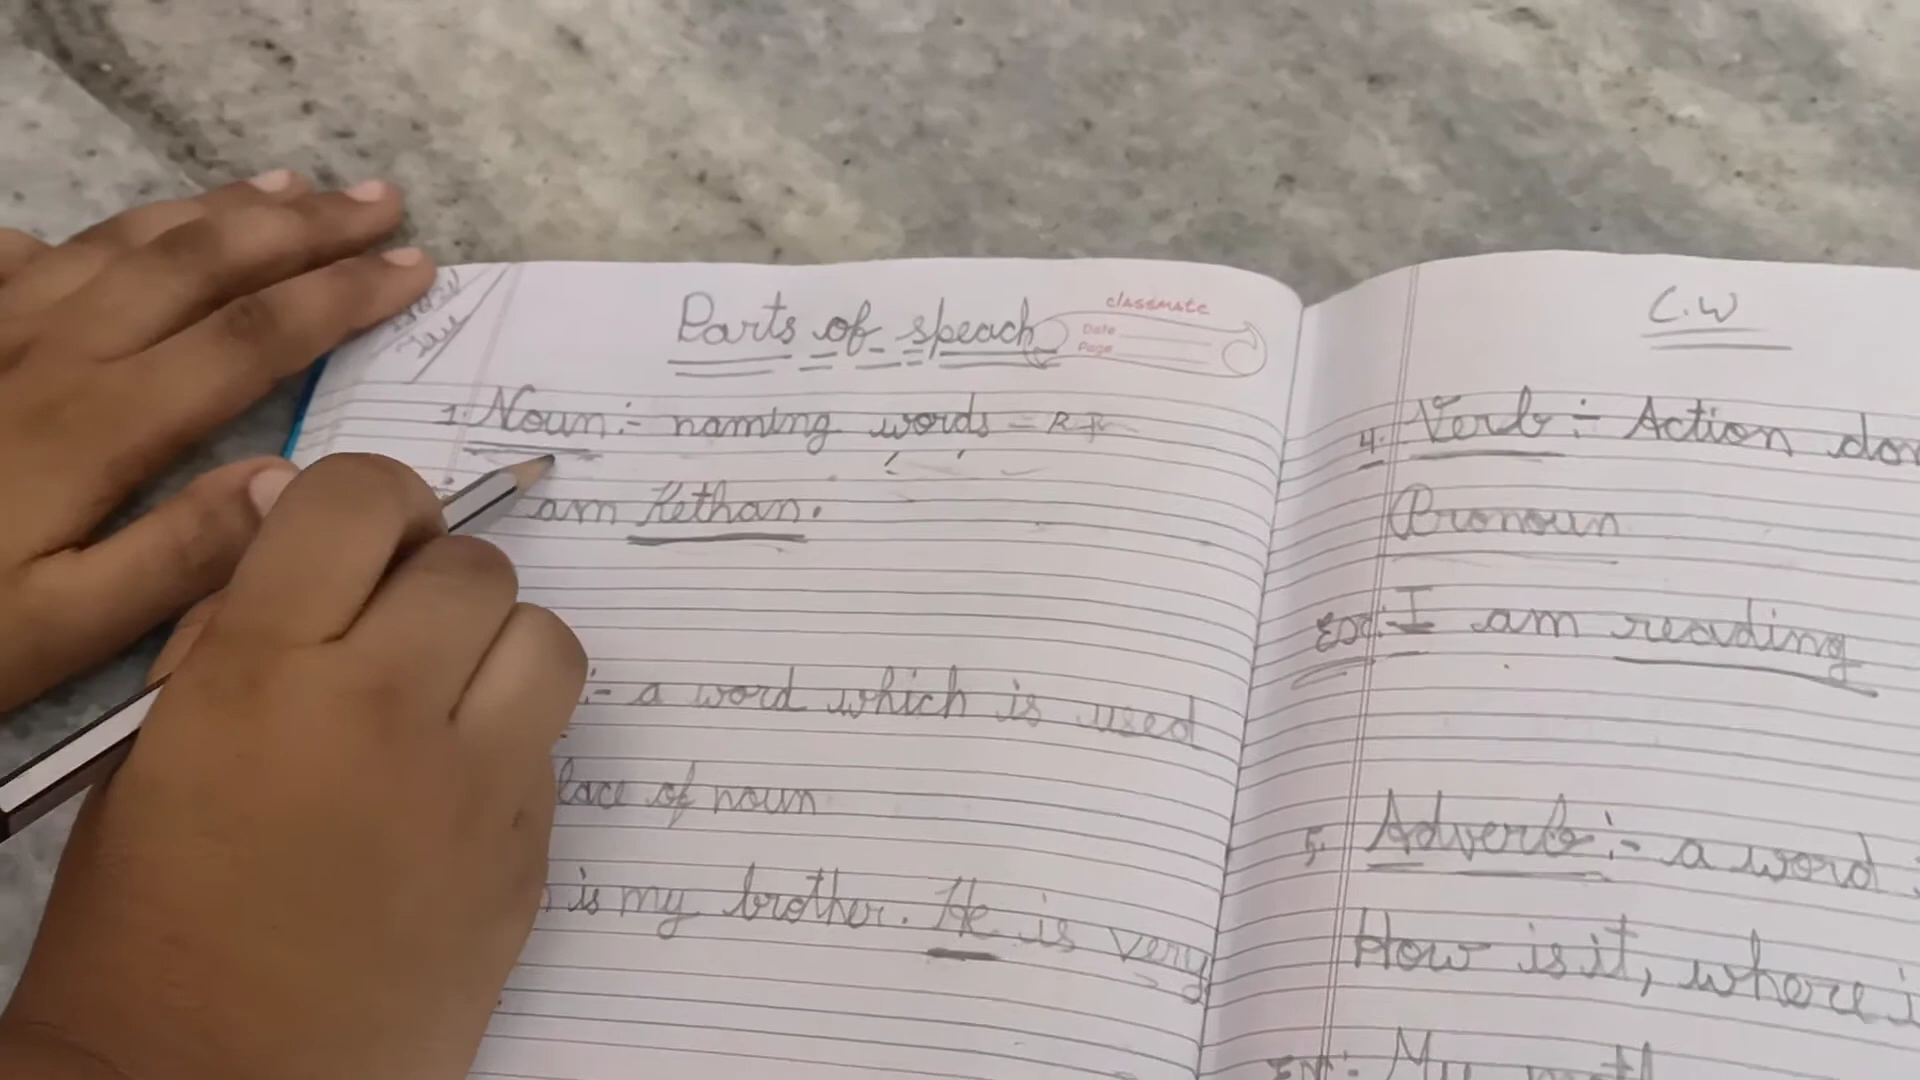 Parts of speach
classmate
Date
Page
1. Noun :- naming words -
am Kethan.
:- a word which is used
lace of noun
is my brother. He is very
C.W
4. Verb :- Action don
Pronoun
Ex:- I am reading
5. Adverb :- a word
How is it, where i